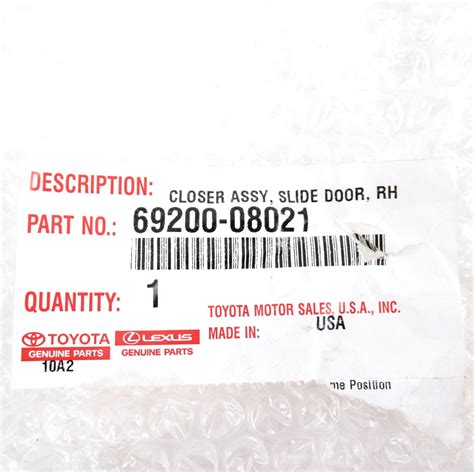 DESCRIPTION: CLOSER ASSY, SLIDE DOOR, RH
PART NO.: 69200-08021
QUANTITY: 1
TOYOTA MOTOR SALES, U.S.A., INC.
MADE IN: USA
TOYOTA LEXUS
GENUINE PARTS GENUINE PARTS
10A2
Position